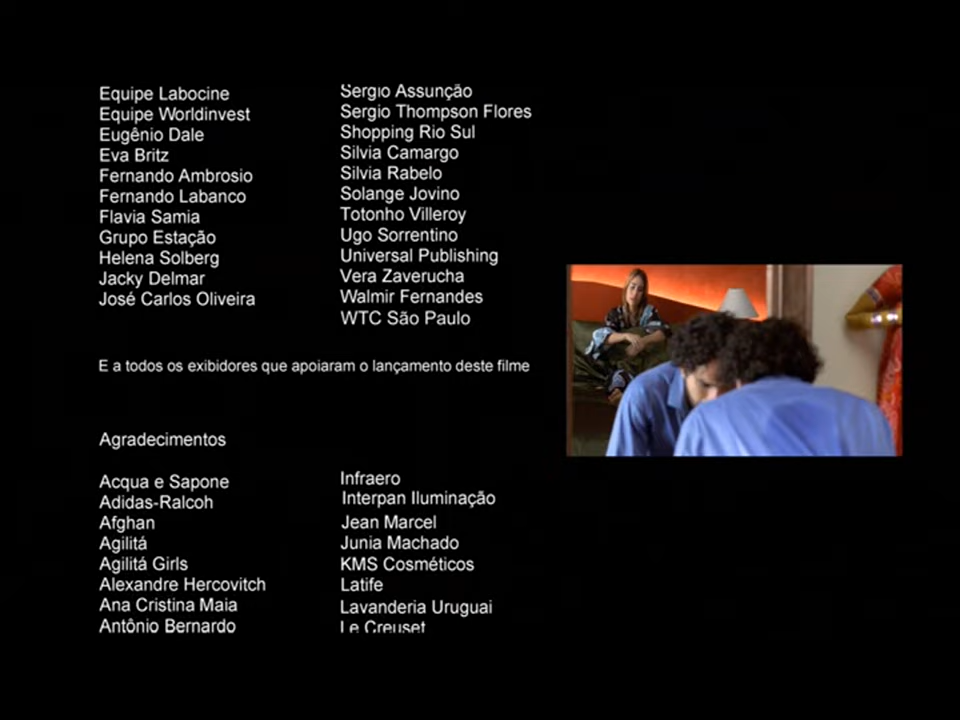 Equipe Labocine
Equipe Worldinvest
Eugênio Dale
Eva Britz
Fernando Ambrosio
Fernando Labanco
Flavia Samia
Grupo Estação
Helena Solberg
Jacky Delmar
José Carlos Oliveira
Sergio Assunção
Sergio Thompson Flores
Shopping Rio Sul
Silvia Camargo
Silvia Rabelo
Solange Jovino
Totonho Villeroy
Ugo Sorrentino
Universal Publishing
Vera Zaverucha
Walmir Fernandes
WTC São Paulo
E a todos os exibidores que apoiaram o lançamento deste filme
Agradecimentos
Acqua e Sapone
Adidas-Ralcoh
Afghan
Agilitá
Agilitá Girls
Alexandre Hercovitch
Ana Cristina Maia
Antônio Bernardo
Infraero
Interpan Iluminação
Jean Marcel
Junia Machado
KMS Cosméticos
Latife
Lavanderia Uruguai
Le Creuset